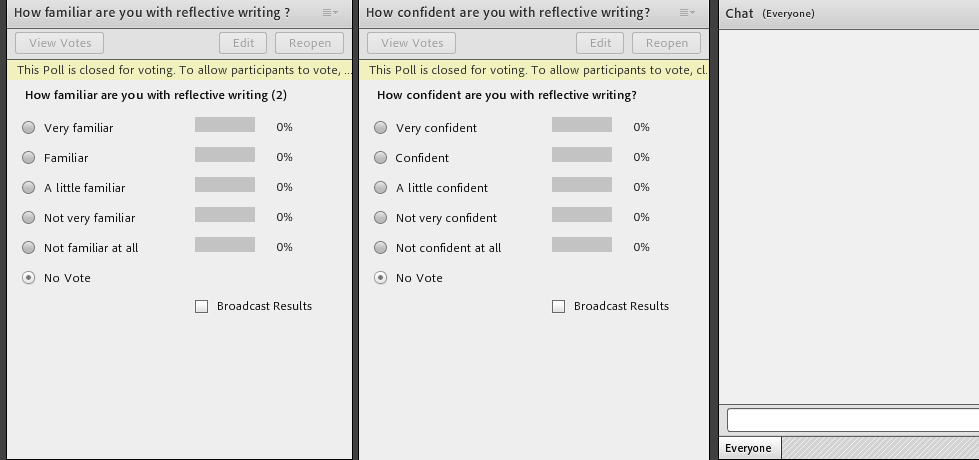 How familiar are you with reflective writing ?
View Votes Edit Reopen
This Poll is closed for voting. To allow participants to vote, ...
How familiar are you with reflective writing (2)
Very familiar 0%
Familiar 0%
A little familiar 0%
Not very familiar 0%
Not familiar at all 0%
No Vote
Broadcast Results
How confident are you with reflective writing?
View Votes Edit Reopen
This Poll is closed for voting. To allow participants to vote, cl.
How confident are you with reflective writing?
Very confident 0%
Confident 0%
A little confident 0%
Not very confident 0%
Not confident at all 0%
No Vote
Broadcast Results
Chat (Everyone)
Everyone